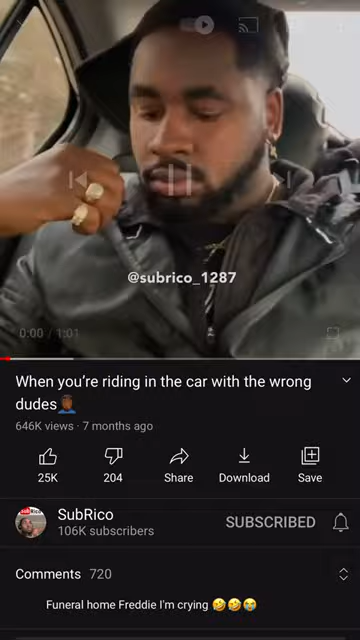 @subrico_1287
0:00 / 1:01
When you're riding in the car with the wrong
dudes🤦🏾‍♂️
646K views · 7 months ago
25K
204
Share
Download
Save
SubRico
106K subscribers
SUBSCRIBED
Comments 720
Funeral home Freddie I'm crying 🤣🤣😭